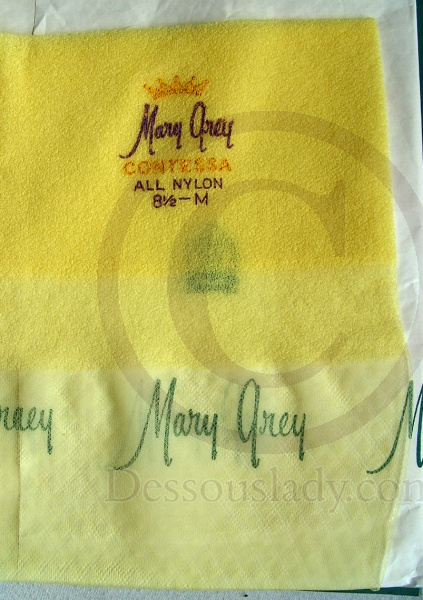 Mary Grey
CONTESSA
ALL NYLON
8½-M
Mary Grey
Dessouslady.com